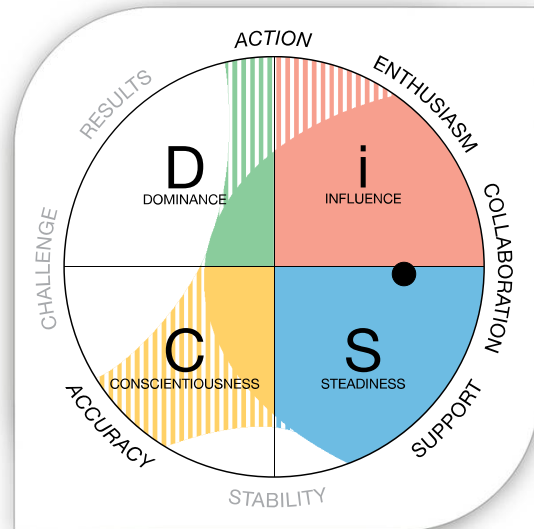 ACTION
RESULTS
ENTHUSIASM
D
DOMINANCE
i
INFLUENCE
CHALLENGE
COLLABORATION
C
CONSCIENTIOUSNESS
S
STEADINESS
ACCURACY
SUPPORT
STABILITY